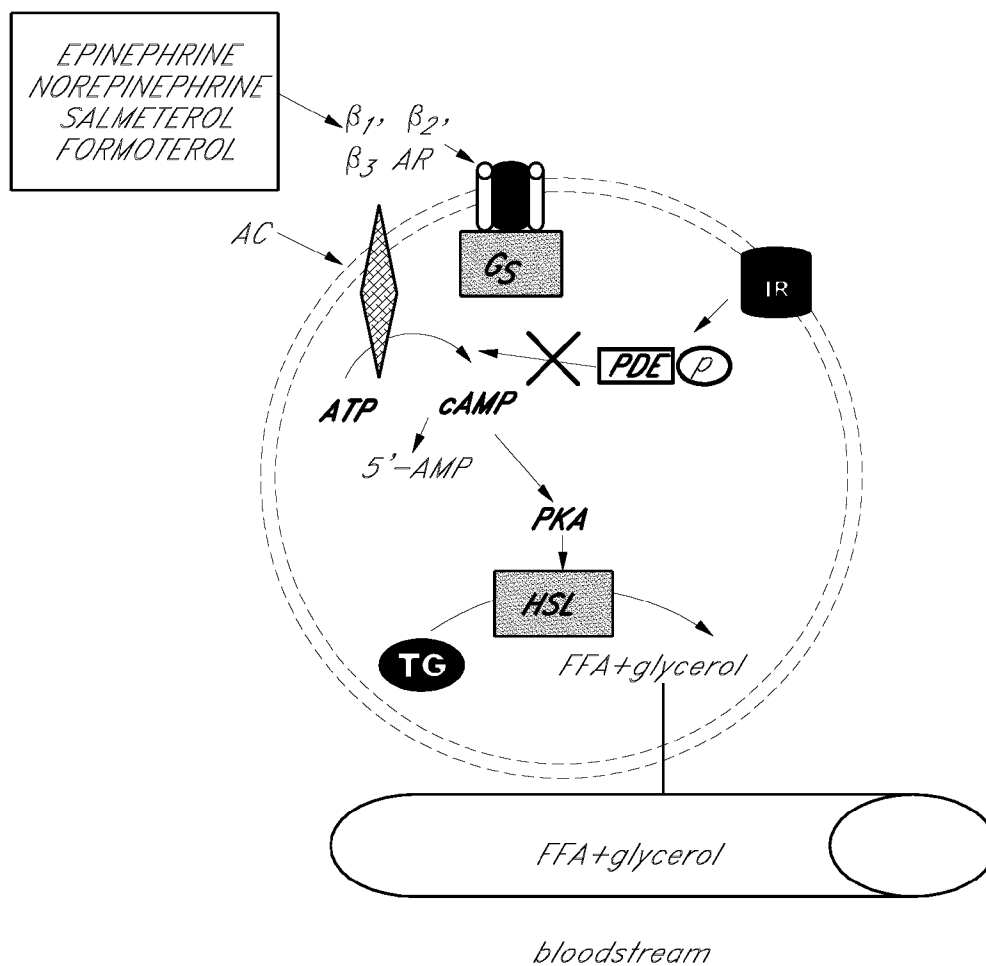 EPINEPHRINE
NOREPINEPHRINE
SALMETEROL
FORMOTEROL
β1, β2,
β3 AR
AC
GS
IR
PDE p
ATP
cAMP
5'-AMP
PKA
HSL
TG
FFA+glycerol
FFA+glycerol
bloodstream